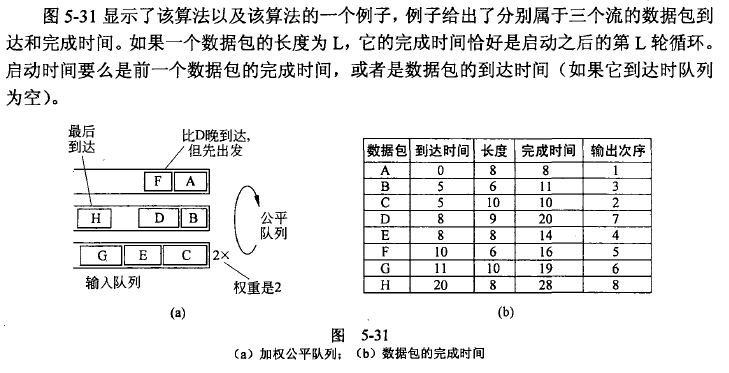 图 5-31 显示了该算法以及该算法的一个例子，例子给出了分别属于三个流的数据包到
达和完成时间。如果一个数据包的长度为 L，它的完成时间恰好是启动之后的第 L 轮循环。
启动时间要么是前一个数据包的完成时间，或者是数据包的到达时间（如果它到达时队列
为空）。
最后
到达
比D晚到达，
但先出发
F A
H D B
G E C 2×
公平
队列
输入队列
权重是2
(a)
数据包 到达时间 长度 完成时间 输出次序
A 0 8 8 1
B 5 6 11 3
C 5 10 10 2
D 8 9 20 7
E 8 8 14 4
F 10 6 16 5
G 11 10 19 6
H 20 8 28 8
(b)
图 5-31
（a）加权公平队列；（b）数据包的完成时间